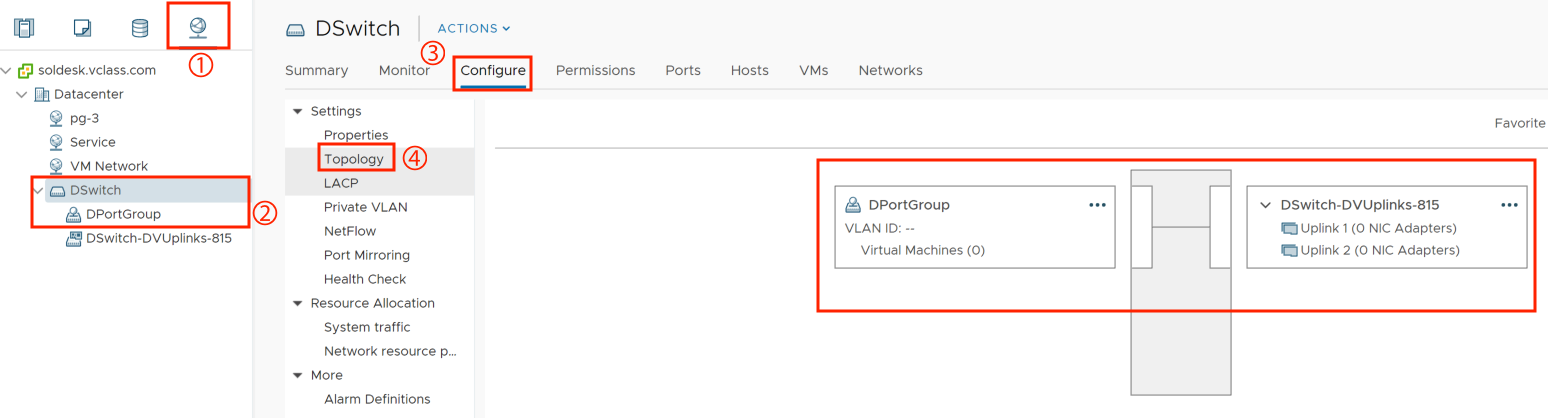 DSwitch
ACTIONS
①
③
Summary Monitor Configure Permissions Ports Hosts VMs Networks
soldesk.vclass.com
Datacenter
pg-3
Service
VM Network
DSwitch
DPortGroup
②
DSwitch-DVUplinks-815
Settings
Properties
Topology
④
LACP
Private VLAN
NetFlow
Port Mirroring
Health Check
Resource Allocation
System traffic
Network resource p...
More
Alarm Definitions
Favorite
DPortGroup
VLAN ID: --
Virtual Machines (0)
DSwitch-DVUplinks-815
Uplink 1 (0 NIC Adapters)
Uplink 2 (0 NIC Adapters)